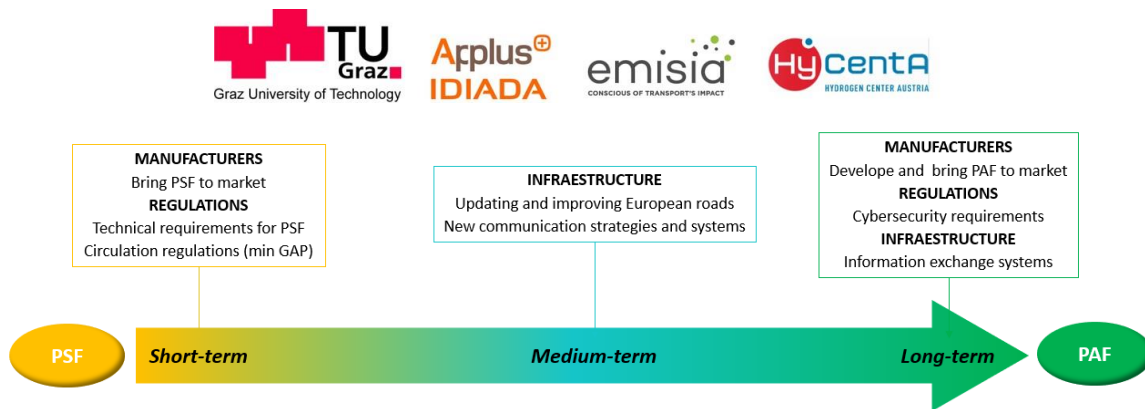 TU
Graz
Graz University of Technology
Applus+
IDIADA
emisia
CONSCIOUS OF TRANSPORT'S IMPACT
HyCentA
HYDROGEN CENTER AUSTRIA
MANUFACTURERS
Bring PSF to market
REGULATIONS
Technical requirements for PSF
Circulation regulations (min GAP)
INFRAESTRUCTURE
Updating and improving European roads
New communication strategies and systems
MANUFACTURERS
Develope and bring PAF to market
REGULATIONS
Cybersecurity requirements
INFRAESTRUCTURE
Information exchange systems
PSF
Short-term
Medium-term
Long-term
PAF